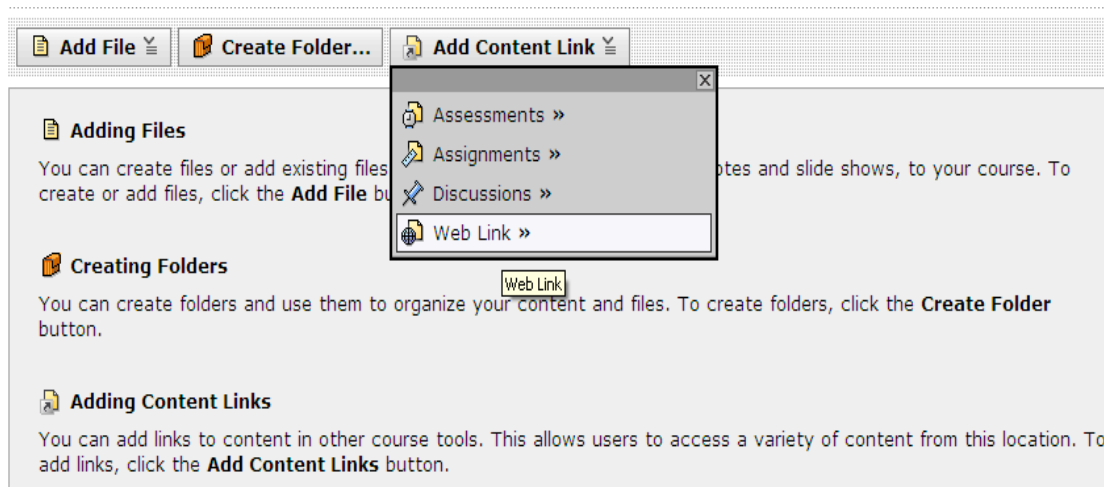 Add File Create Folder... Add Content Link
Assessments »
Assignments »
Discussions »
Web Link »
Web Link
Adding Files
You can create files or add existing files otes and slide shows, to your course. To
create or add files, click the Add File bu
Creating Folders
You can create folders and use them to organize your content and files. To create folders, click the Create Folder
button.
Adding Content Links
You can add links to content in other course tools. This allows users to access a variety of content from this location. To
add links, click the Add Content Links button.